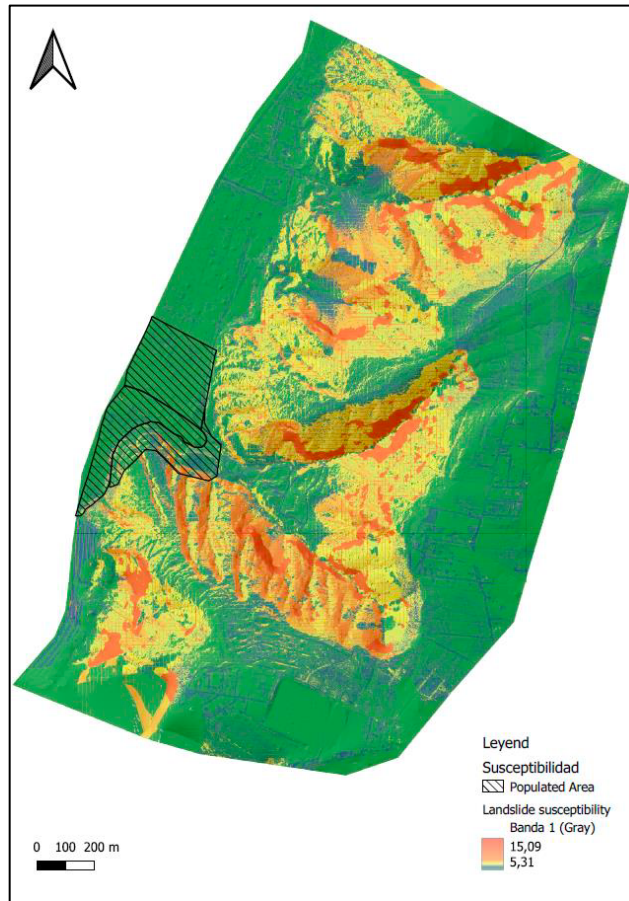 Leyend
Susceptibilidad
Populated Area
Landslide susceptibility
Banda 1 (Gray)
15,09
5,31
0 100 200 m